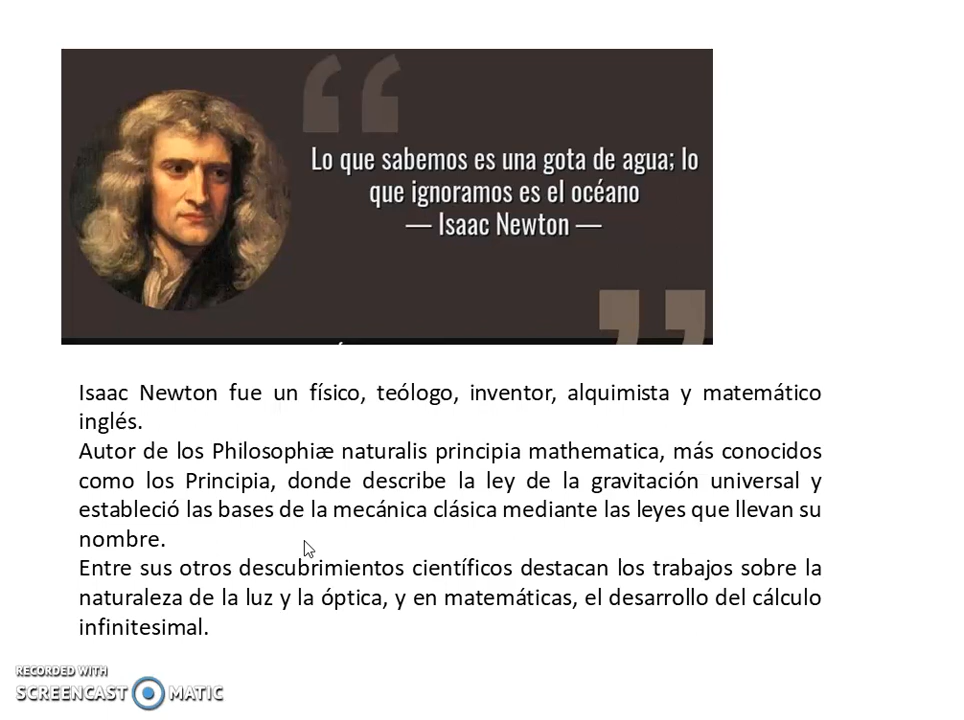 Lo que sabemos es una gota de agua; lo
que ignoramos es el océano
— Isaac Newton —
Isaac Newton fue un físico, teólogo, inventor, alquimista y matemático
inglés.
Autor de los Philosophiæ naturalis principia mathematica, más conocidos
como los Principia, donde describe la ley de la gravitación universal y
estableció las bases de la mecánica clásica mediante las leyes que llevan su
nombre.
Entre sus otros descubrimientos científicos destacan los trabajos sobre la
naturaleza de la luz y la óptica, y en matemáticas, el desarrollo del cálculo
infinitesimal.
RECORDED WITH
SCREENCAST MATIC